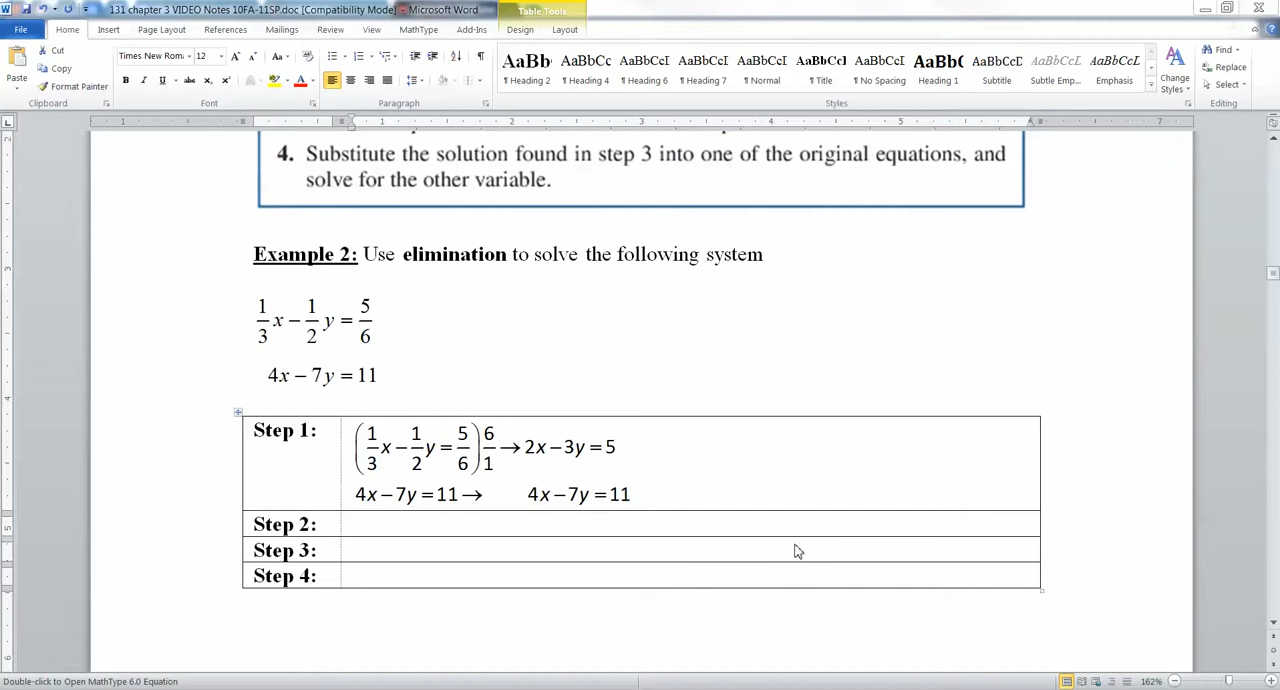 131 chapter 3 VIDEO Notes 10FA-11SP.doc [Compatibility Mode] - Microsoft Word
Table Tools
File Home Insert Page Layout References Mailings Review View MathType Add-Ins Design Layout
Cut
Copy
Format Painter
Paste
Clipboard
Times New Rom
12
Font
Paragraph
AaBb AaBbCc AaBbCcI AaBbCcI AaBbCcI AaBbCcI AaBbCcI AaBb( AaBbCcI AaBbCcL AaBbCcL
¶ Heading 2 ¶ Heading 4 ¶ Heading 6 ¶ Heading 7 ¶ Normal ¶ Title ¶ No Spacing Heading 1 Subtitle Subtle Emp... Emphasis
Styles
Change
Styles
Find
Replace
Select
Editing
4. Substitute the solution found in step 3 into one of the original equations, and
solve for the other variable.
Example 2: Use elimination to solve the following system
1/3 x − 1/2 y = 5/6
4x − 7y = 11
Step 1: (1/3 x − 1/2 y = 5/6) 6/1 → 2x − 3y = 5
4x − 7y = 11 → 4x − 7y = 11
Step 2:
Step 3:
Step 4:
Double-click to Open MathType 6.0 Equation
162%